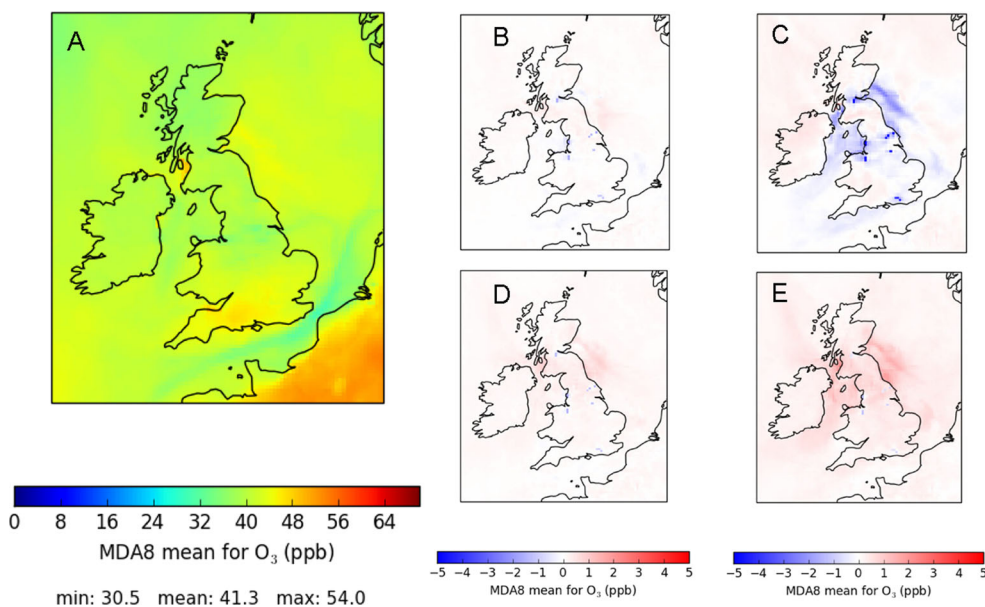 A
B
C
D
E
0 8 16 24 32 40 48 56 64
MDA8 mean for O₃ (ppb)
min: 30.5 mean: 41.3 max: 54.0
−5 −4 −3 −2 −1 0 1 2 3 4 5
MDA8 mean for O₃ (ppb)
−5 −4 −3 −2 −1 0 1 2 3 4 5
MDA8 mean for O₃ (ppb)